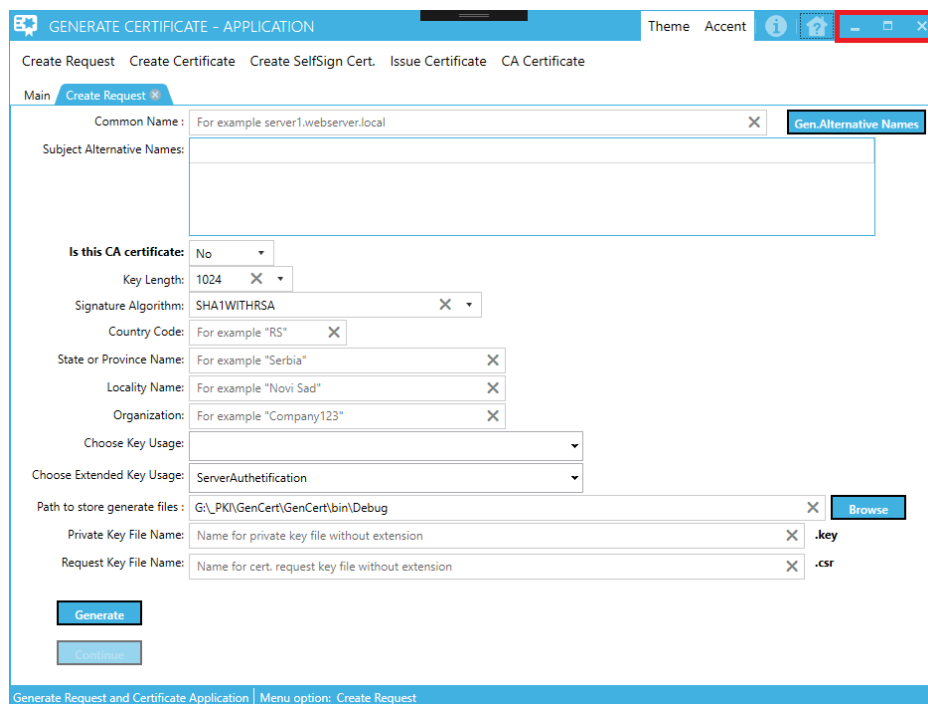 GENERATE CERTIFICATE - APPLICATION Theme Accent
Create Request Create Certificate Create SelfSign Cert. Issue Certificate CA Certificate
Main Create Request
Common Name : For example server1.webserver.local Gen.Alternative Names
Subject Alternative Names:
Is this CA certificate: No
Key Length: 1024
Signature Algorithm: SHA1WITHRSA
Country Code: For example "RS"
State or Province Name: For example "Serbia"
Locality Name: For example "Novi Sad"
Organization: For example "Company123"
Choose Key Usage:
Choose Extended Key Usage: ServerAuthetification
Path to store generate files : G:\_PKI\GenCert\GenCert\bin\Debug Browse
Private Key File Name: Name for private key file without extension .key
Request Key File Name: Name for cert. request key file without extension .csr
Generate
Continue
Generate Request and Certificate Application Menu option: Create Request